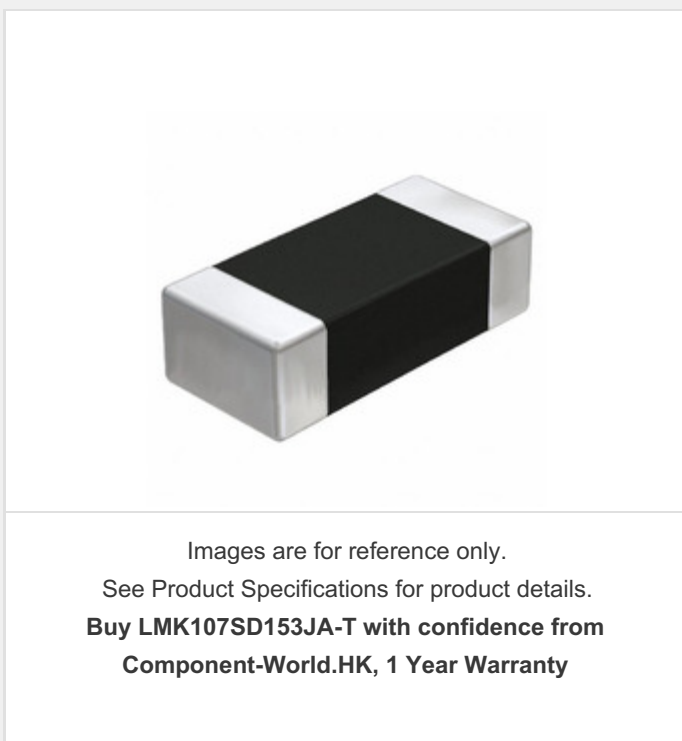 Images are for reference only.
See Product Specifications for product details.
Buy LMK107SD153JA-T with confidence from
Component-World.HK, 1 Year Warranty